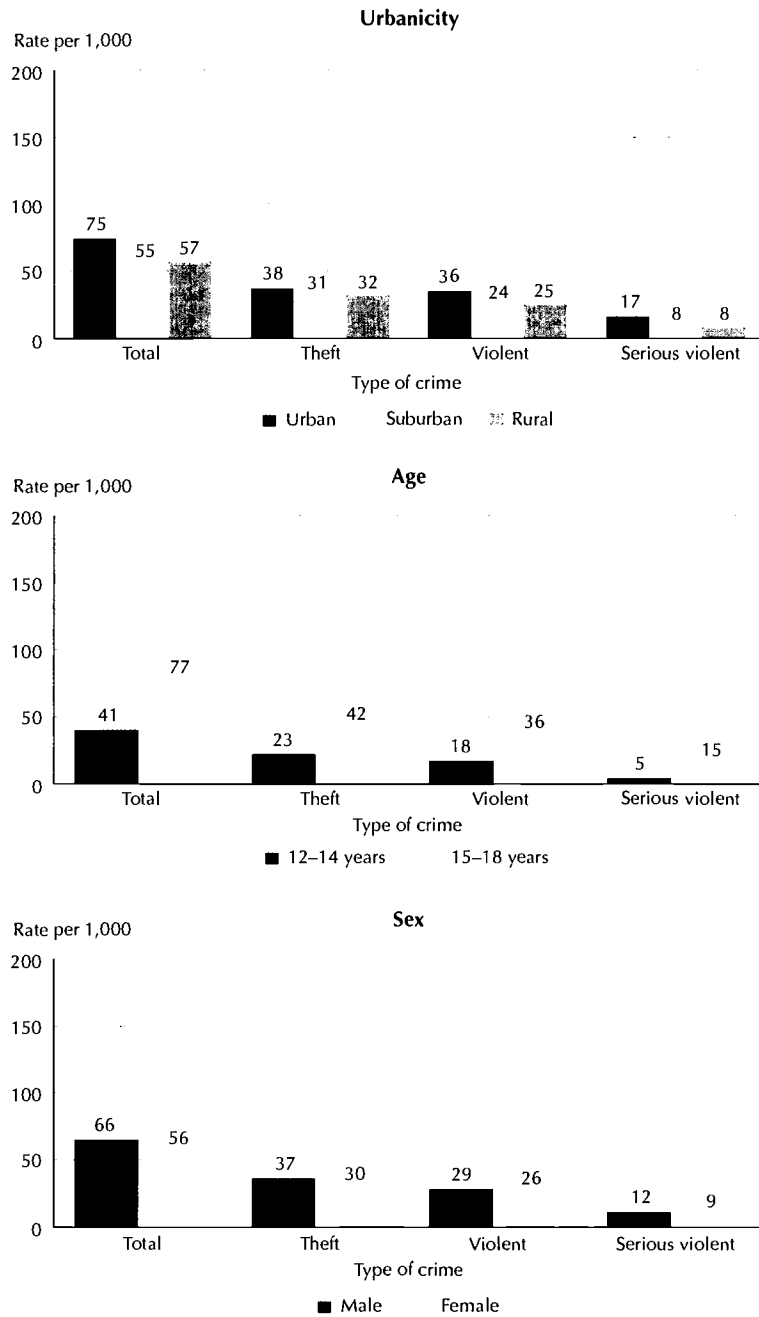 Urbanicity
Rate per 1,000
200
150
100
50
0
75
55
57
38
31
32
36
24
25
17
8
8
Total
Theft
Violent
Serious violent
Type of crime
Urban
Suburban
Rural
Age
Rate per 1,000
200
150
100
50
0
41
77
23
42
18
36
5
15
Total
Theft
Violent
Serious violent
Type of crime
12–14 years
15–18 years
Sex
Rate per 1,000
200
150
100
50
0
66
56
37
30
29
26
12
9
Total
Theft
Violent
Serious violent
Type of crime
Male
Female